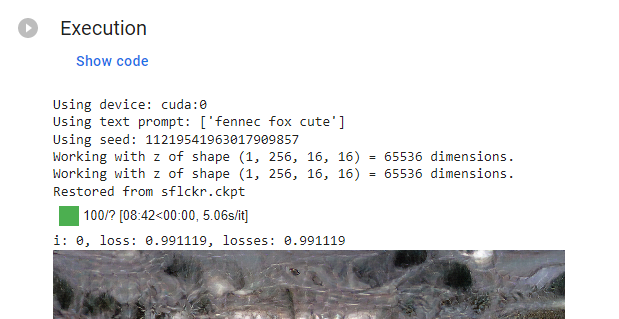 Execution
Show code
Using device: cuda:0
Using text prompt: ['fennec fox cute']
Using seed: 11219541963017909857
Working with z of shape (1, 256, 16, 16) = 65536 dimensions.
Working with z of shape (1, 256, 16, 16) = 65536 dimensions.
Restored from sflckr.ckpt
100/? [08:42<00:00, 5.06s/it]
i: 0, loss: 0.991119, losses: 0.991119